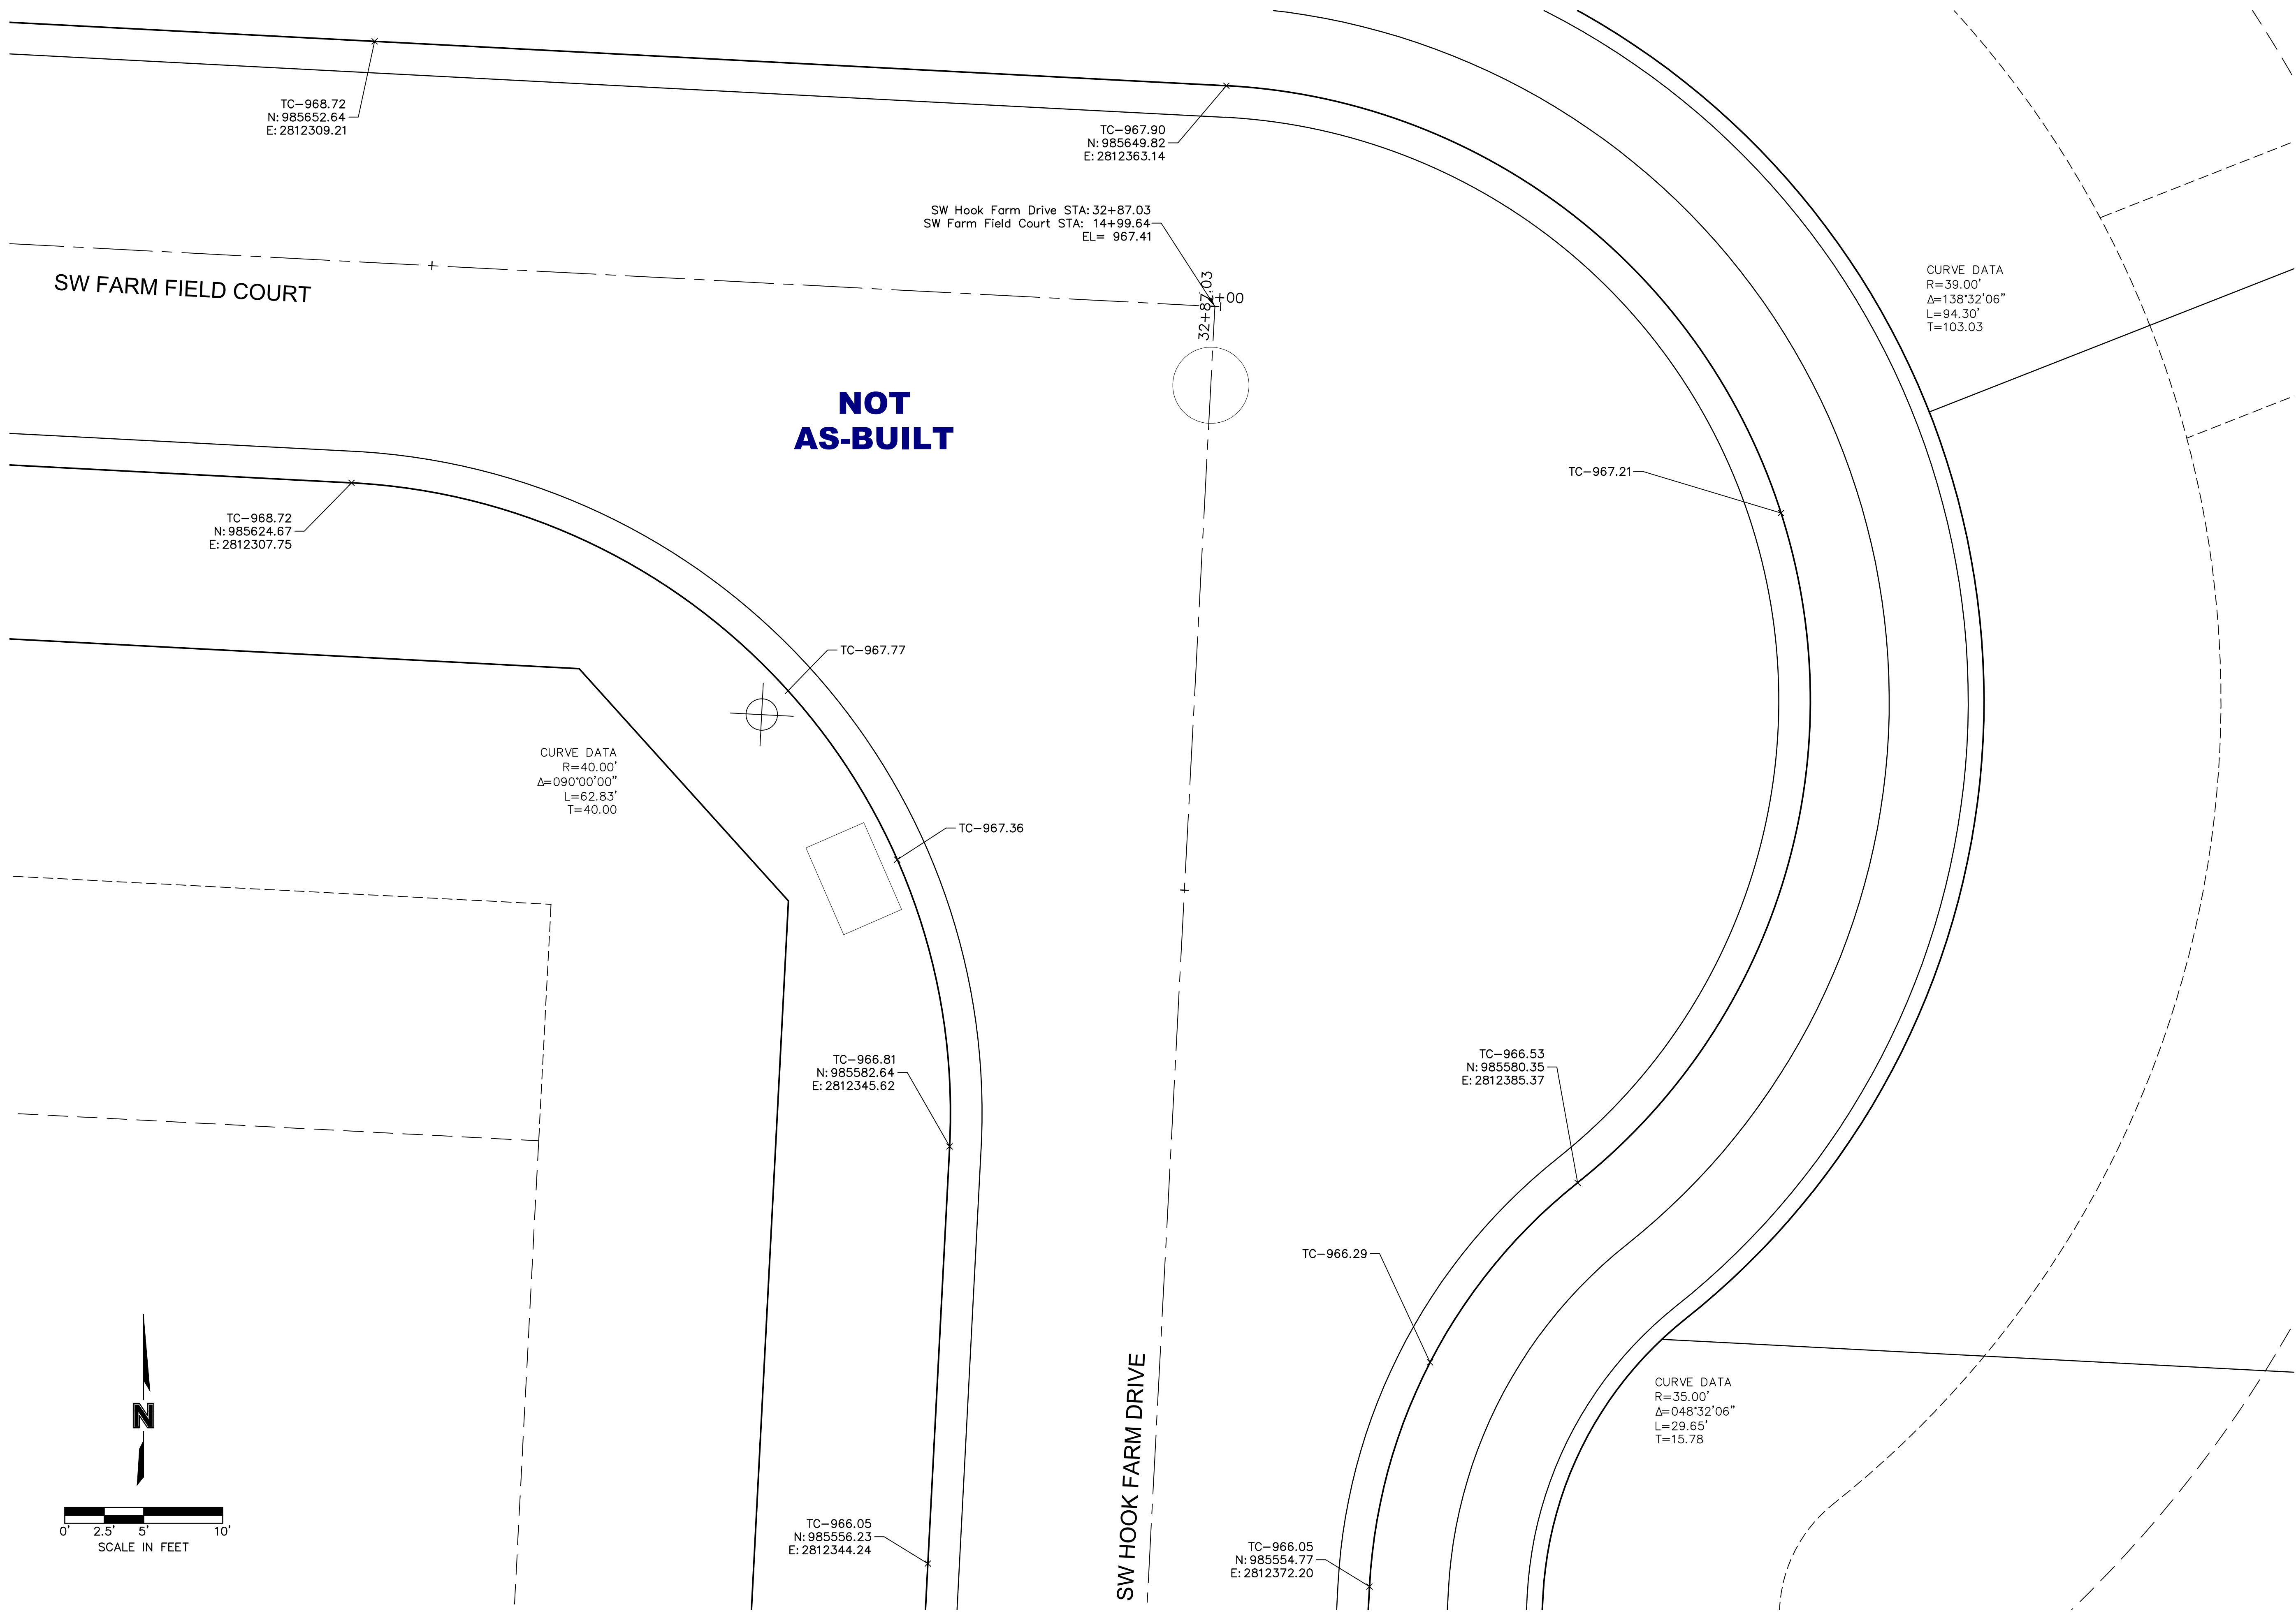 TC-968.72
N: 985652.64
E: 2812309.21
TC-967.90
N: 985649.82
E: 2812363.14
SW Hook Farm Drive STA: 32+87.03
SW Farm Field Court STA: 14+99.64
EL= 967.41
SW FARM FIELD COURT
32+87.03
+00
CURVE DATA
R=39.00'
Δ=138°32'06"
L=94.30'
T=103.03
NOT
AS-BUILT
TC-967.21
TC-968.72
N: 985624.67
E: 2812307.75
TC-967.77
CURVE DATA
R=40.00'
Δ=090°00'00"
L=62.83'
T=40.00
TC-967.36
TC-966.81
N: 985582.64
E: 2812345.62
TC-966.53
N: 985580.35
E: 2812385.37
TC-966.29
CURVE DATA
R=35.00'
Δ=048°32'06"
L=29.65'
T=15.78
SW HOOK FARM DRIVE
N
0' 2.5' 5' 10'
SCALE IN FEET
TC-966.05
N: 985556.23
E: 2812344.24
TC-966.05
N: 985554.77
E: 2812372.20